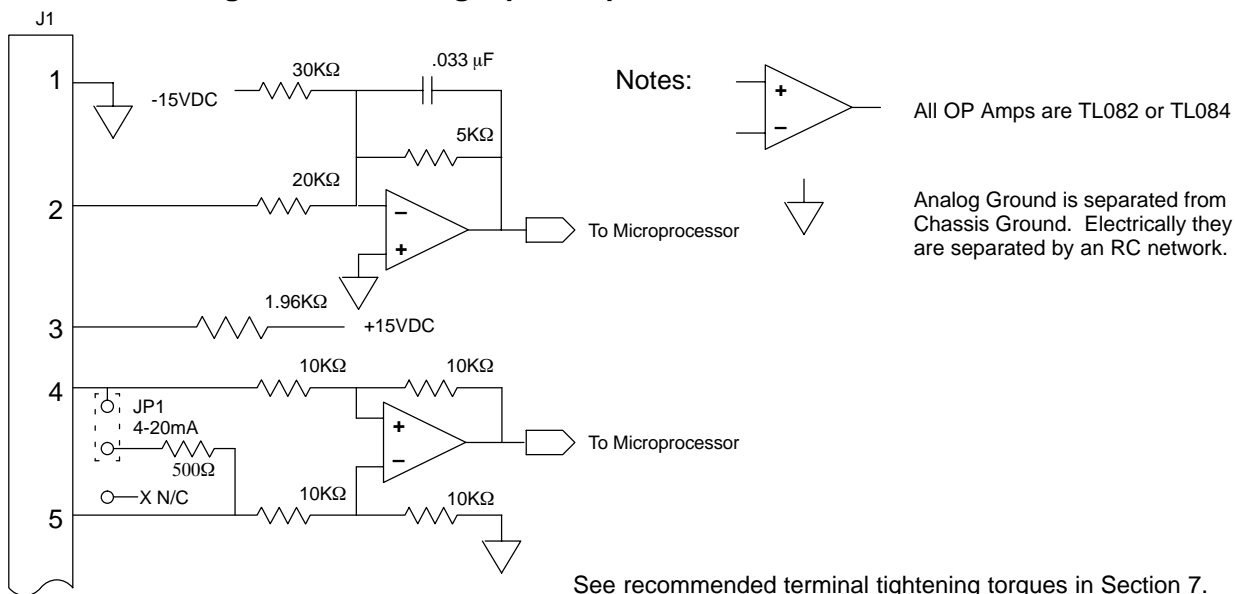 J1
1
-15VDC
30KΩ
.033 μF
5KΩ
2
20KΩ
−
+
To Microprocessor
3
1.96KΩ
+15VDC
4
10KΩ
10KΩ
JP1
4-20mA
500Ω
X N/C
+
−
To Microprocessor
5
10KΩ
10KΩ
Notes:
+
−
All OP Amps are TL082 or TL084
Analog Ground is separated from
Chassis Ground. Electrically they
are separated by an RC network.
See recommended terminal tightening torques in Section 7.